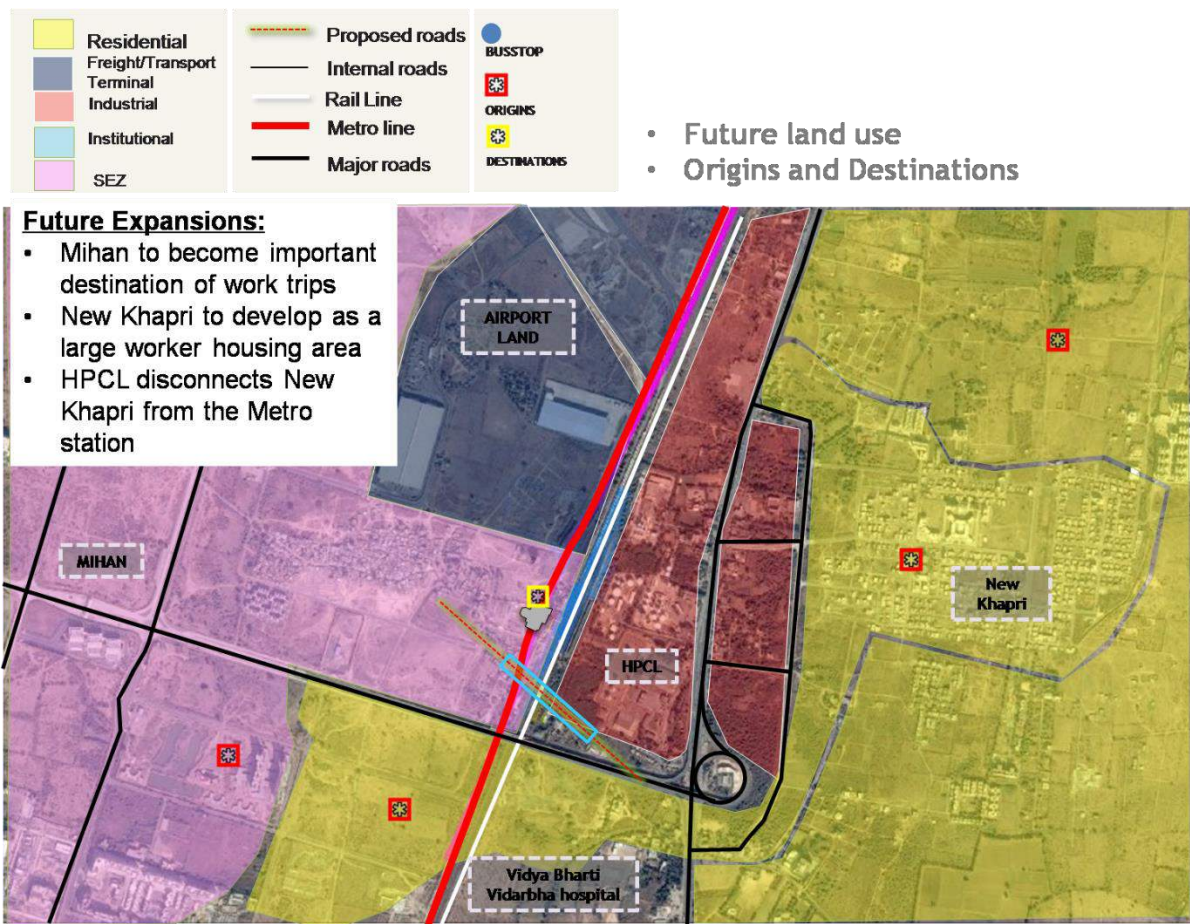 Residential
Freight/Transport
Terminal
Industrial
Institutional
SEZ
Proposed roads
Internal roads
Rail Line
Metro line
Major roads
BUSSTOP
ORIGINS
DESTINATIONS
• Future land use
• Origins and Destinations
Future Expansions:
• Mihan to become important
destination of work trips
• New Khapri to develop as a
large worker housing area
• HPCL disconnects New
Khapri from the Metro
station
AIRPORT
LAND
MIHAN
New
Khapri
HPCL
Vidya Bharti
Vidarbha hospital